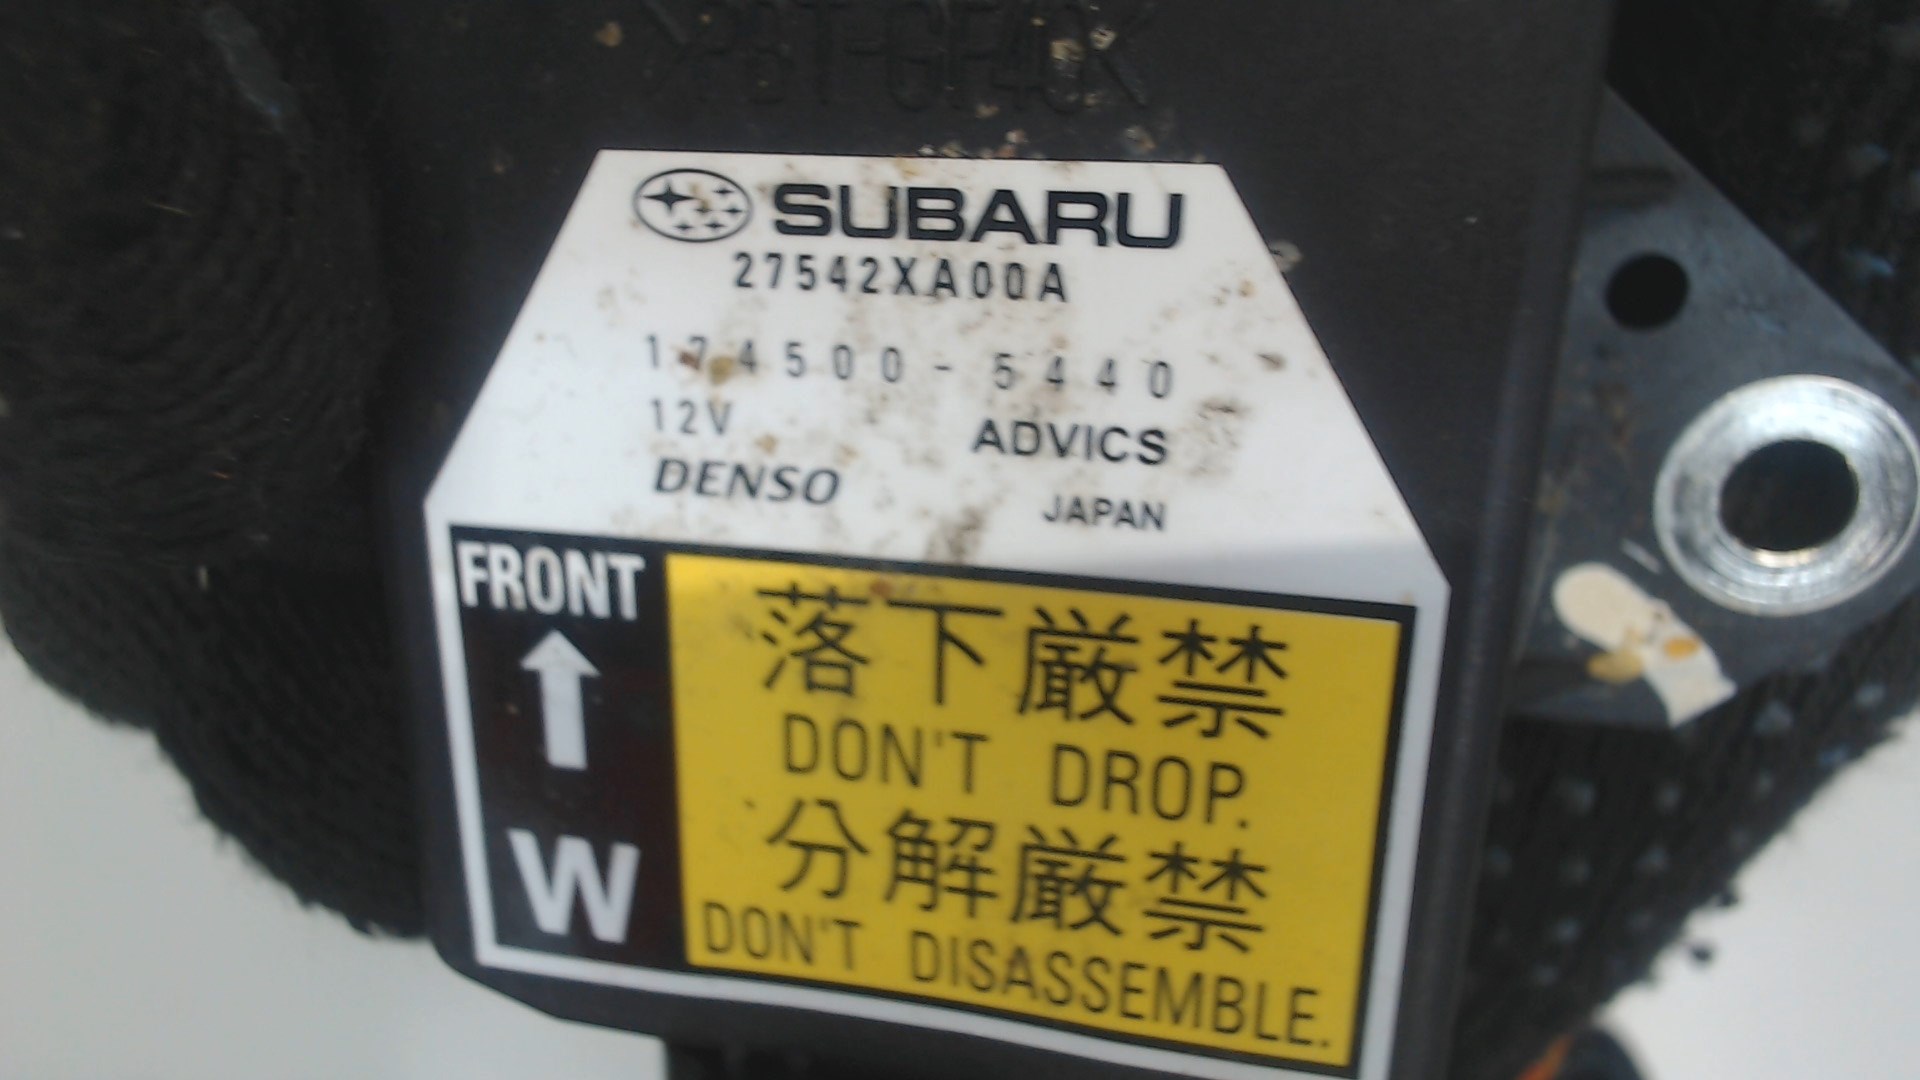 SUBARU
27542XA00A
174500-5440
12V ADVICS
DENSO JAPAN
FRONT
W
落下厳禁
DON'T DROP.
分解厳禁
DON'T DISASSEMBLE.